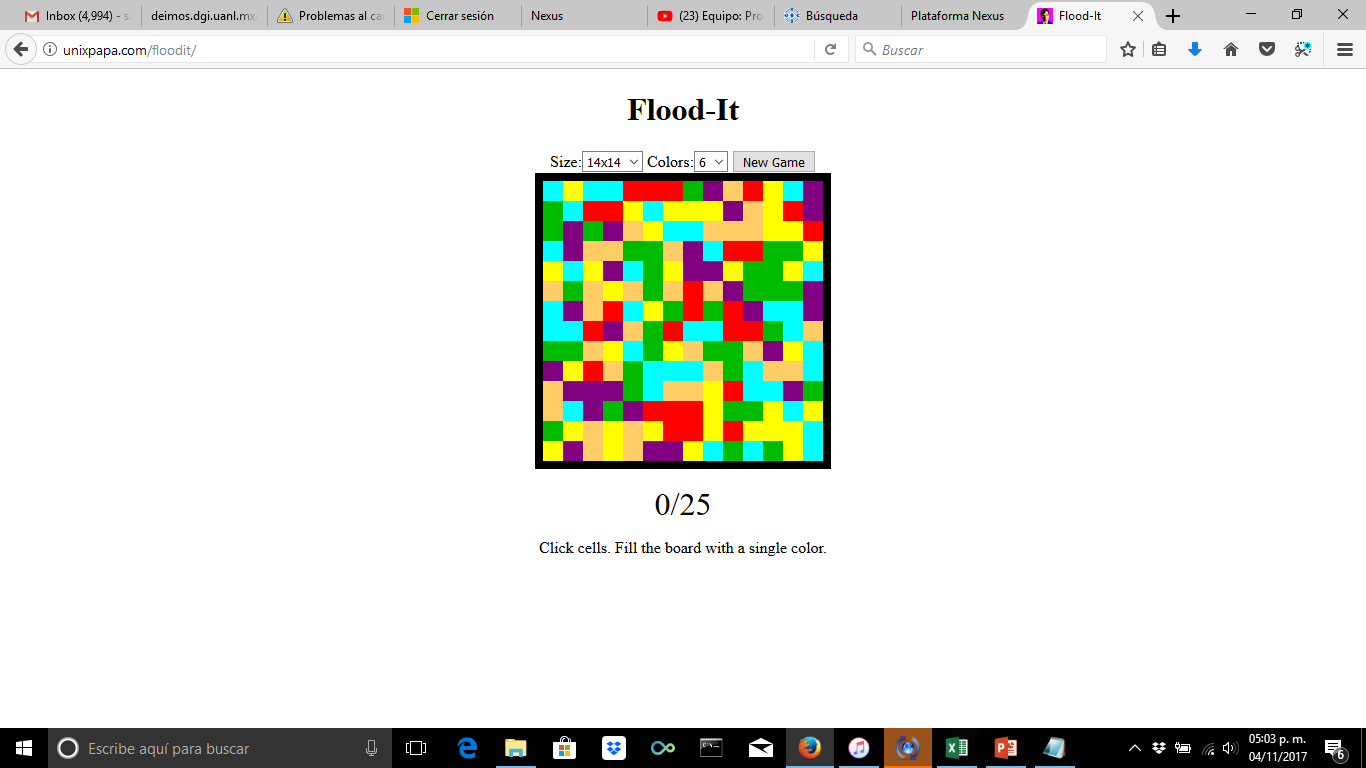 Inbox (4,994) - s
deimos.dgi.uanl.mx
Problemas al ca
Cerrar sesión
Nexus
(23) Equipo: Pro
Búsqueda
Plataforma Nexus
Flood-It
unixpapa.com/floodit/
Buscar
Flood-It
Size: 14x14 Colors: 6 New Game
0/25
Click cells. Fill the board with a single color.
Escribe aquí para buscar
05:03 p. m.
04/11/2017
6